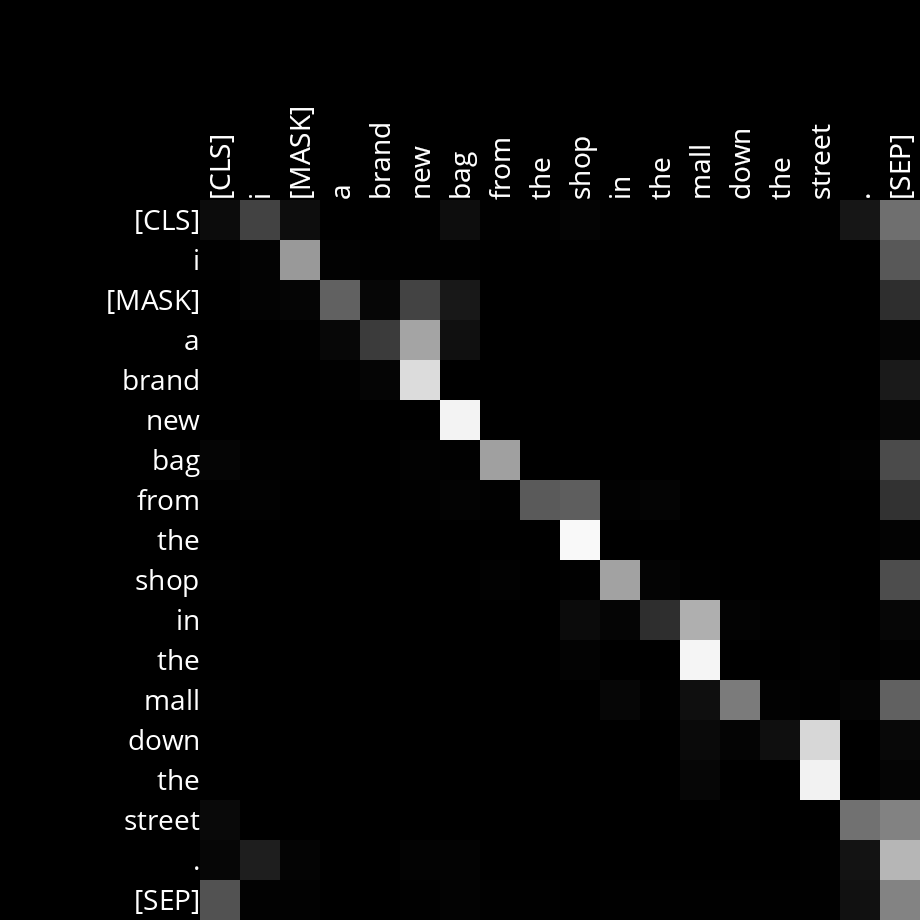 [CLS] i [MASK] a brand new bag from the shop in the mall down the street . [SEP]
[CLS]
i
[MASK]
a
brand
new
bag
from
the
shop
in
the
mall
down
the
street
.
[SEP]